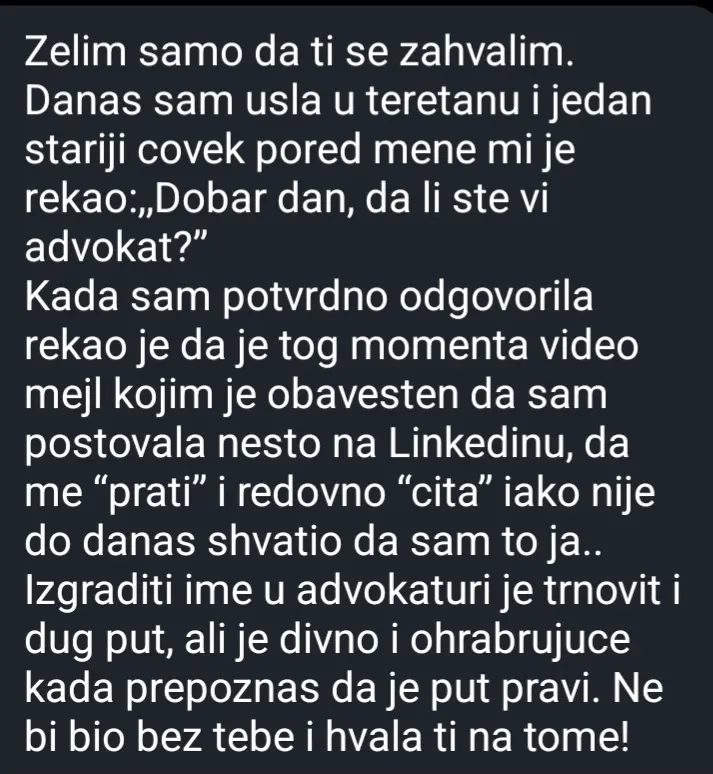 Zelim samo da ti se zahvalim.
Danas sam usla u teretanu i jedan
stariji covek pored mene mi je
rekao:„Dobar dan, da li ste vi
advokat?”
Kada sam potvrdno odgovorila
rekao je da je tog momenta video
mejl kojim je obavesten da sam
postovala nesto na Linkedinu, da
me “prati” i redovno “cita” iako nije
do danas shvatio da sam to ja..
Izgraditi ime u advokaturi je trnovit i
dug put, ali je divno i ohrabrujuce
kada prepoznas da je put pravi. Ne
bi bio bez tebe i hvala ti na tome!